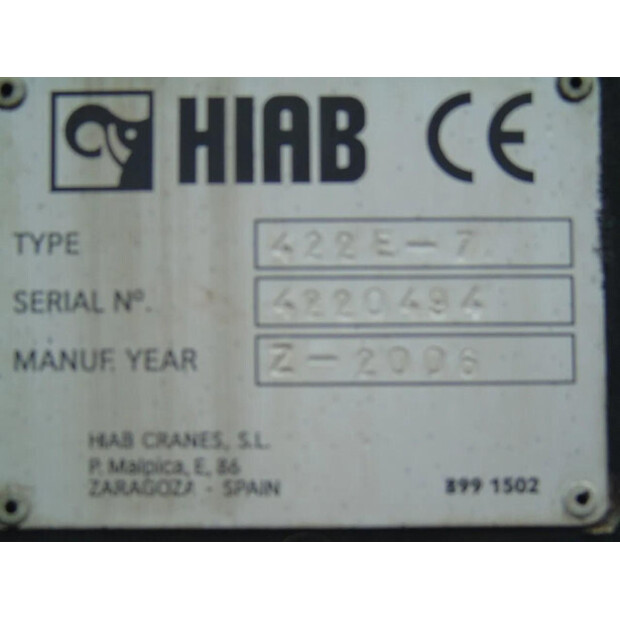 HIAB CE
TYPE 422E-7
SERIAL Nº. 4220494
MANUF. YEAR Z-2006
HIAB CRANES, S.L.
P. Malpica, E, 86
ZARAGOZA - SPAIN 899 1502